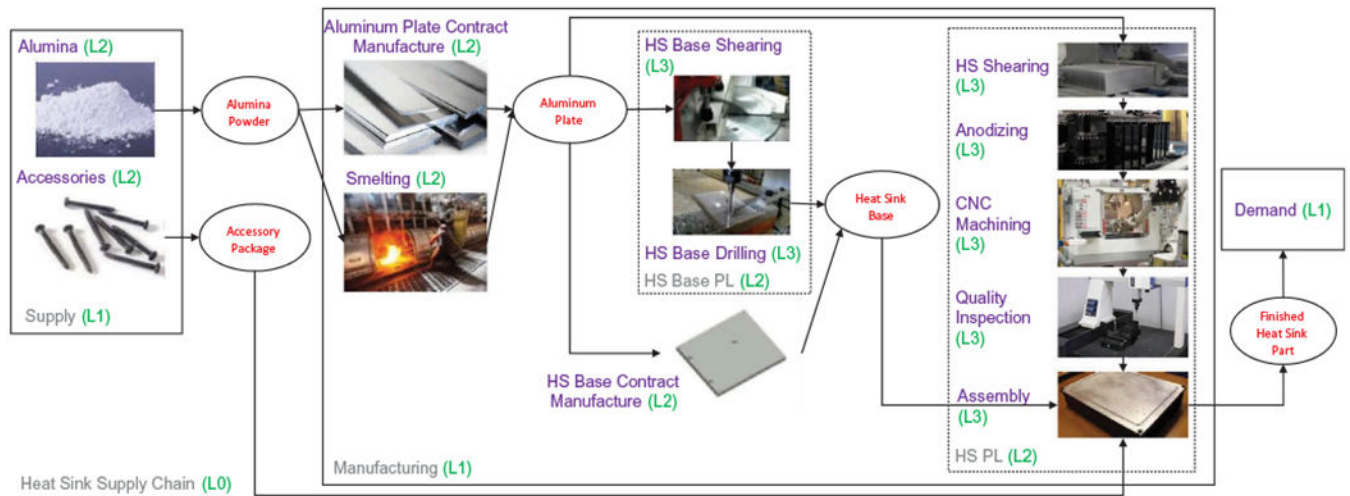 Alumina (L2)
Alumina
Powder
Accessories (L2)
Accessory
Package
Supply (L1)
Heat Sink Supply Chain (L0)
Aluminum Plate Contract
Manufacture (L2)
Smelting (L2)
Aluminum
Plate
HS Base Shearing
(L3)
HS Base Drilling (L3)
HS Base PL (L2)
HS Base Contract
Manufacture (L2)
Heat Sink
Base
Manufacturing (L1)
HS Shearing
(L3)
Anodizing
(L3)
CNC
Machining
(L3)
Quality
Inspection
(L3)
Assembly
(L3)
HS PL (L2)
Demand (L1)
Finished
Heat Sink
Part